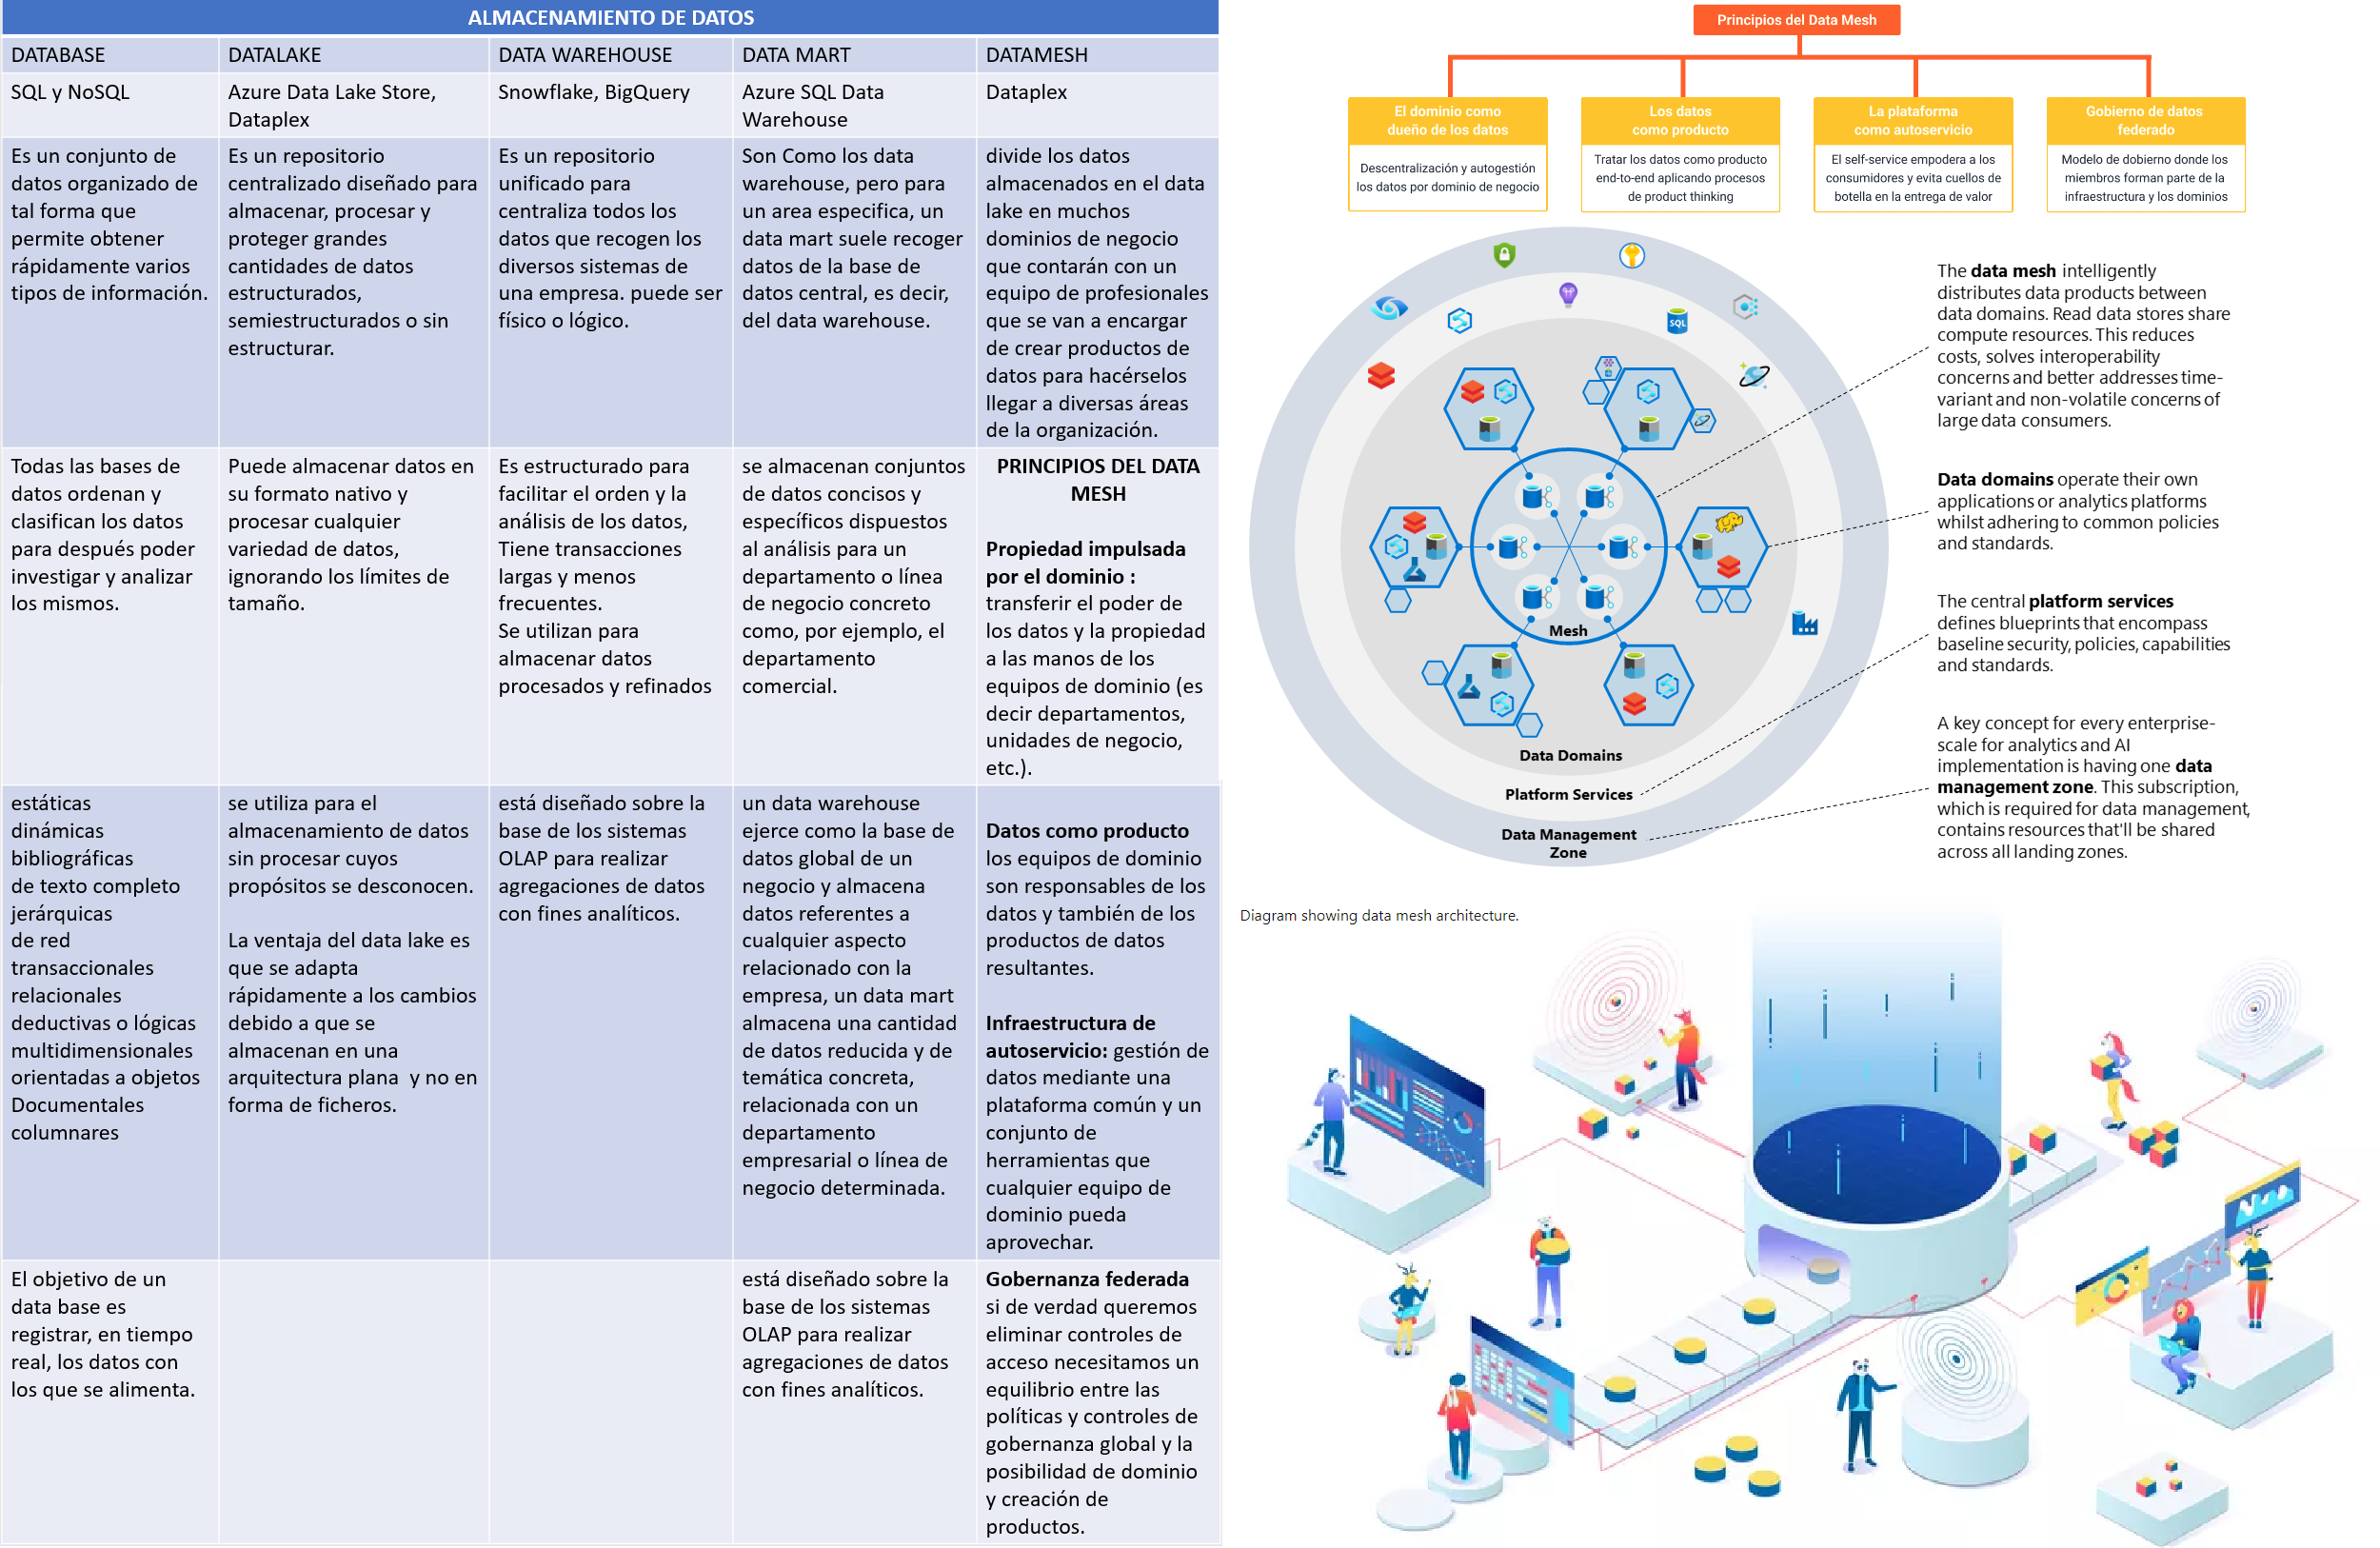 ALMACENAMIENTO DE DATOS
DATABASE
DATALAKE
DATA WAREHOUSE
DATA MART
DATAMESH
SQL y NoSQL
Azure Data Lake Store,
Dataplex
Snowflake, BigQuery
Azure SQL Data
Warehouse
Dataplex
Es un conjunto de
datos organizado de
tal forma que
permite obtener
rápidamente varios
tipos de información.
Es un repositorio
centralizado diseñado para
almacenar, procesar y
proteger grandes
cantidades de datos
estructurados,
semiestructurados o sin
estructurar.
Es un repositorio
unificado para
centraliza todos los
datos que recogen los
diversos sistemas de
una empresa. puede ser
físico o lógico.
Son Como los data
warehouse, pero para
un area especifica, un
data mart suele recoger
datos de la base de
datos central, es decir,
del data warehouse.
divide los datos
almacenados en el data
lake en muchos
dominios de negocio
que contarán con un
equipo de profesionales
que se van a encargar
de crear productos de
datos para hacérselos
llegar a diversas áreas
de la organización.
Todas las bases de
datos ordenan y
clasifican los datos
para después poder
investigar y analizar
los mismos.
Puede almacenar datos en
su formato nativo y
procesar cualquier
variedad de datos,
ignorando los límites de
tamaño.
Es estructurado para
facilitar el orden y la
análisis de los datos,
Tiene transacciones
largas y menos
frecuentes.
Se utilizan para
almacenar datos
procesados y refinados
se almacenan conjuntos
de datos concisos y
específicos dispuestos
al análisis para un
departamento o línea
de negocio concreto
como, por ejemplo, el
departamento
comercial.
PRINCIPIOS DEL DATA
MESH
Propiedad impulsada
por el dominio :
transferir el poder de
los datos y la propiedad
a las manos de los
equipos de dominio (es
decir departamentos,
unidades de negocio,
etc.).
estáticas
dinámicas
bibliográficas
de texto completo
jerárquicas
de red
transaccionales
relacionales
deductivas o lógicas
multidimensionales
orientadas a objetos
Documentales
columnares
se utiliza para el
almacenamiento de datos
sin procesar cuyos
propósitos se desconocen.
La ventaja del data lake es
que se adapta
rápidamente a los cambios
debido a que se
almacenan en una
arquitectura plana  y no en
forma de ficheros.
está diseñado sobre la
base de los sistemas
OLAP para realizar
agregaciones de datos
con fines analíticos.
un data warehouse
ejerce como la base de
datos global de un
negocio y almacena
datos referentes a
cualquier aspecto
relacionado con la
empresa, un data mart
almacena una cantidad
de datos reducida y de
temática concreta,
relacionada con un
departamento
empresarial o línea de
negocio determinada.
Datos como producto
los equipos de dominio
son responsables de los
datos y también de los
productos de datos
resultantes.
Infraestructura de
autoservicio: gestión de
datos mediante una
plataforma común y un
conjunto de
herramientas que
cualquier equipo de
dominio pueda
aprovechar.
El objetivo de un
data base es
registrar, en tiempo
real, los datos con
los que se alimenta.
está diseñado sobre la
base de los sistemas
OLAP para realizar
agregaciones de datos
con fines analíticos.
Gobernanza federada
si de verdad queremos
eliminar controles de
acceso necesitamos un
equilibrio entre las
políticas y controles de
gobernanza global y la
posibilidad de dominio
y creación de
productos.
Principios del Data Mesh
El dominio como
dueño de los datos
Descentralización y autogestión
los datos por dominio de negocio
Los datos
como producto
Tratar los datos como producto
end-to-end aplicando procesos
de product thinking
La plataforma
como autoservicio
El self-service empodera a los
consumidores y evita cuellos de
botella en la entrega de valor
Gobierno de datos
federado
Modelo de dobierno donde los
miembros forman parte de la
infraestructura y los dominios
SQL
Mesh
Data Domains
Platform Services
Data Management
Zone
The data mesh intelligently
distributes data products between
data domains. Read data stores share
compute resources. This reduces
costs, solves interoperability
concerns and better addresses time-
variant and non-volatile concerns of
large data consumers.
Data domains operate their own
applications or analytics platforms
whilst adhering to common policies
and standards.
The central platform services
defines blueprints that encompass
baseline security, policies, capabilities
and standards.
A key concept for every enterprise-
scale for analytics and AI
implementation is having one data
management zone. This subscription,
which is required for data management,
contains resources that'll be shared
across all landing zones.
Diagram showing data mesh architecture.